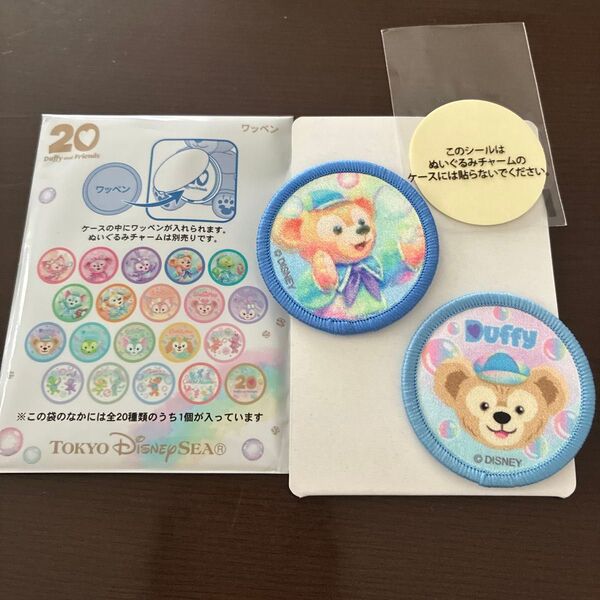 20
Duffy and Friends
ワッペン
ワッペン
20
ケースの中にワッペンが入れられます。
ぬいぐるみチャームは別売りです。
20
※この袋のなかには全20種類のうち1個が入っています
TOKYO DISNEYSEA®
このシールは
ぬいぐるみチャームの
ケースには貼らないでください。
© DISNEY
Duffy
© DISNEY